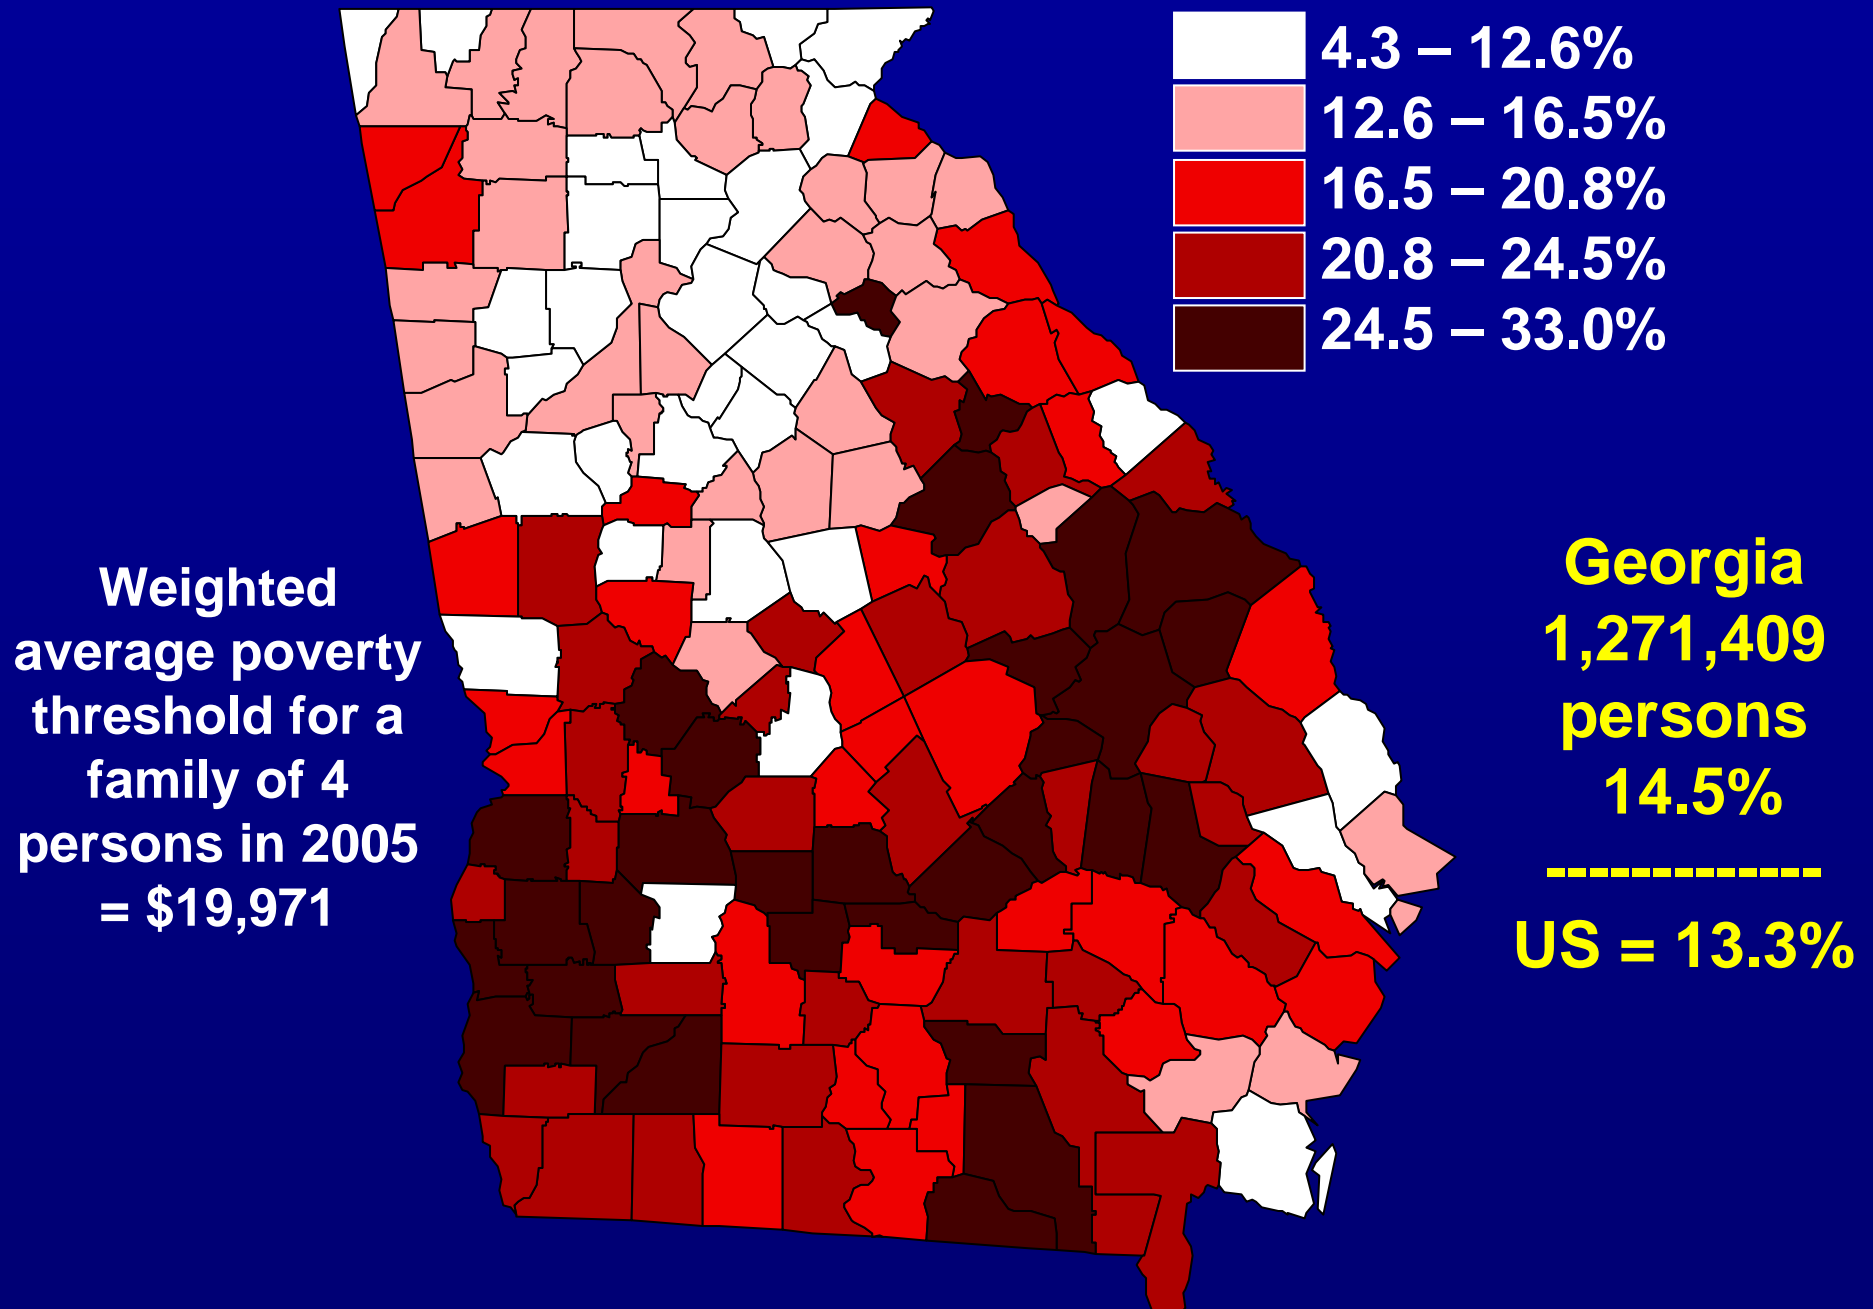 4.3 – 12.6%
12.6 – 16.5%
16.5 – 20.8%
20.8 – 24.5%
24.5 – 33.0%
Weighted
average poverty
threshold for a
family of 4
persons in 2005
= $19,971
Georgia
1,271,409
persons
14.5%
-------------
US = 13.3%